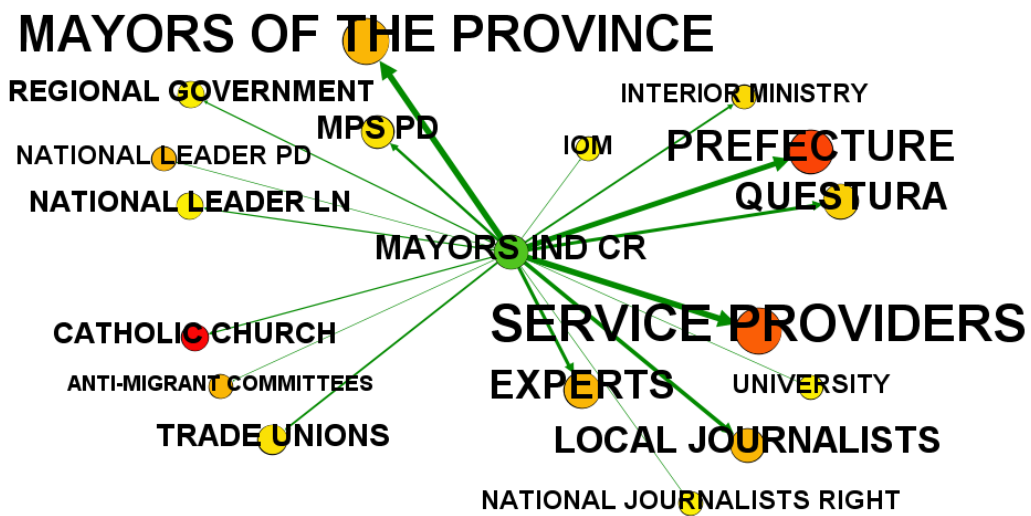 MAYORS OF THE PROVINCE
REGIONAL GOVERNMENT
INTERIOR MINISTRY
MPS PD
IOM
PREFECTURE
NATIONAL LEADER PD
NATIONAL LEADER LN
QUESTURA
MAYORS IND CR
CATHOLIC CHURCH
SERVICE PROVIDERS
ANTI-MIGRANT COMMITTEES
EXPERTS
UNIVERSITY
TRADE UNIONS
LOCAL JOURNALISTS
NATIONAL JOURNALISTS RIGHT